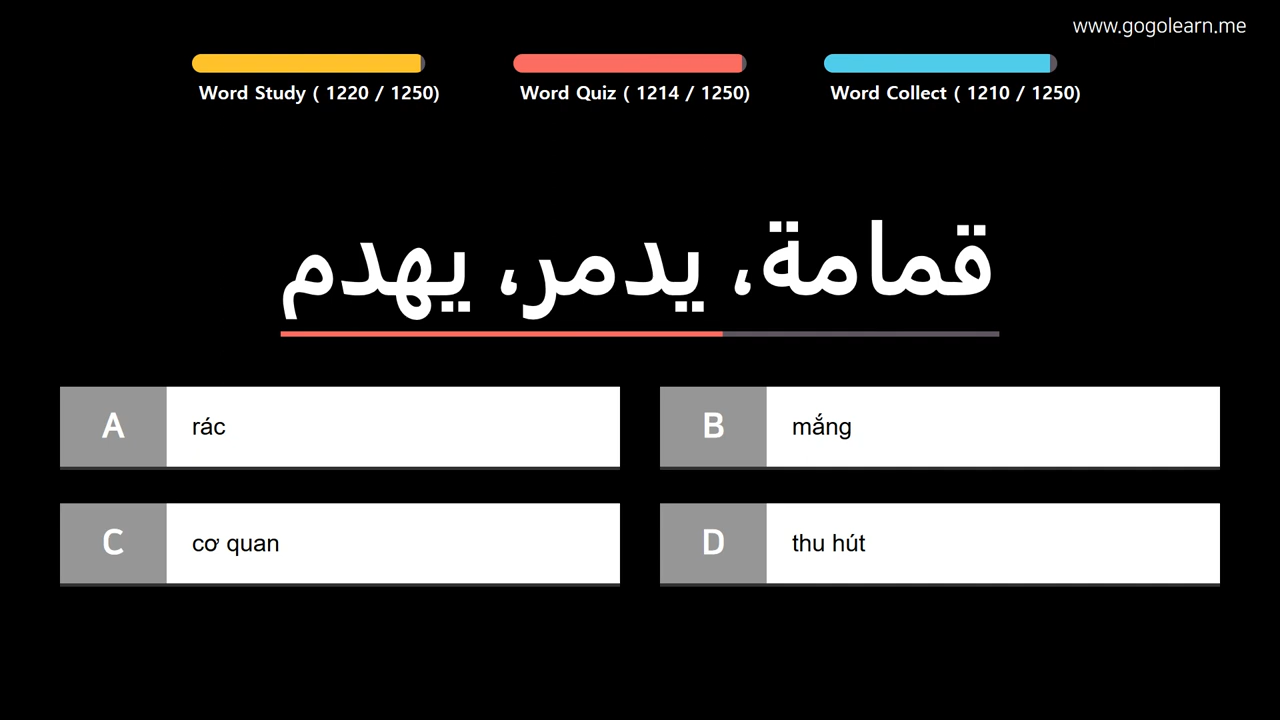 www.gogolearn.me
Word Study ( 1220 / 1250)
Word Quiz ( 1214 / 1250)
Word Collect ( 1210 / 1250)
قمامة، يدمر، يهدم
A
rác
B
mắng
C
cơ quan
D
thu hút